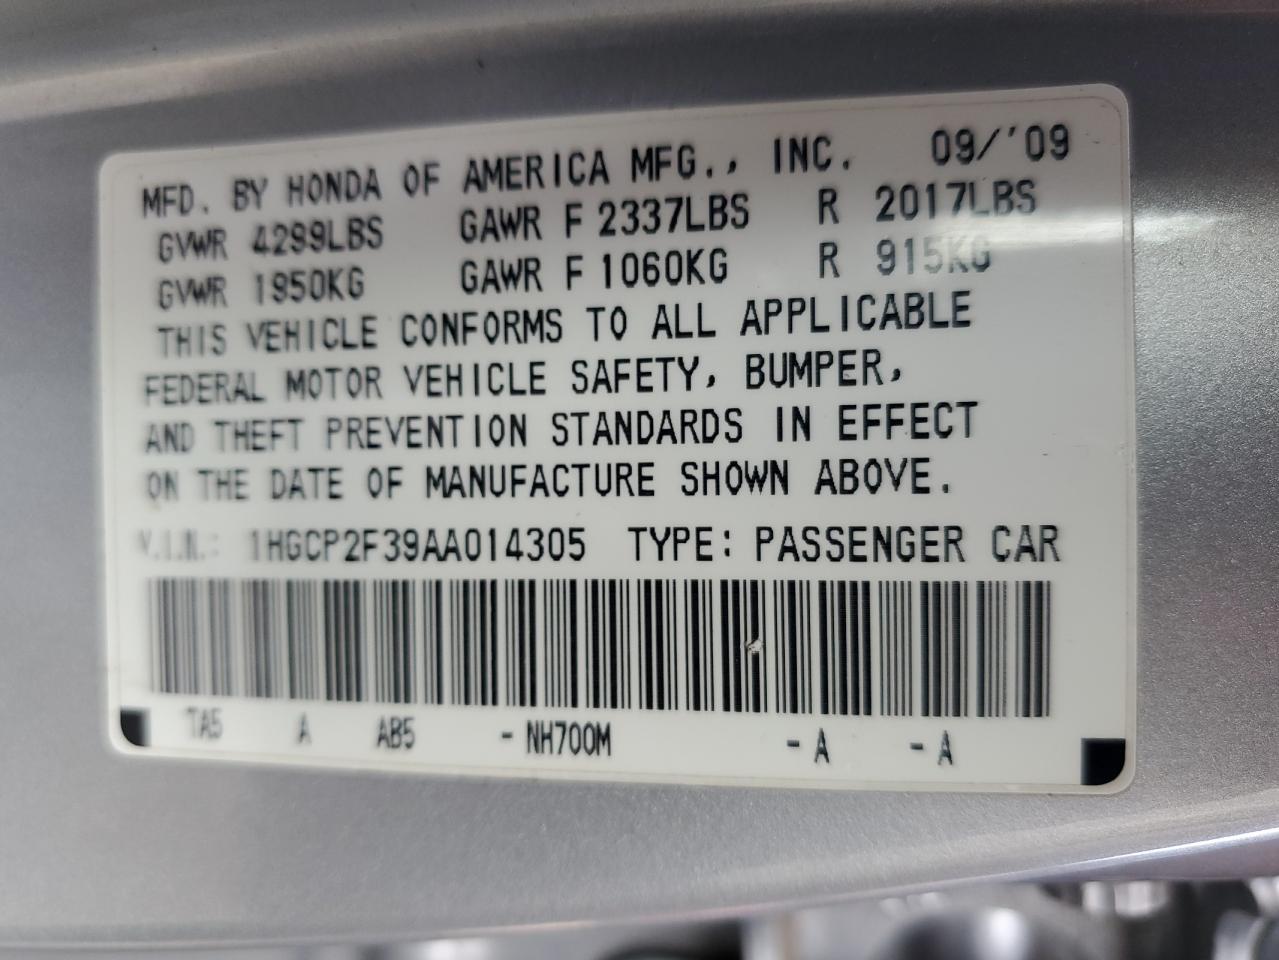 MFD. BY HONDA OF AMERICA MFG., INC. 09/'09
GVWR 4299LBS GAWR F 2337LBS R 2017LBS
GVWR 1950KG GAWR F 1060KG R 915KG
THIS VEHICLE CONFORMS TO ALL APPLICABLE
FEDERAL MOTOR VEHICLE SAFETY, BUMPER,
AND THEFT PREVENTION STANDARDS IN EFFECT
ON THE DATE OF MANUFACTURE SHOWN ABOVE.
V.I.N.: 1HGCP2F39AA014305 TYPE: PASSENGER CAR
TA5 A AB5 - NH700M - A - A